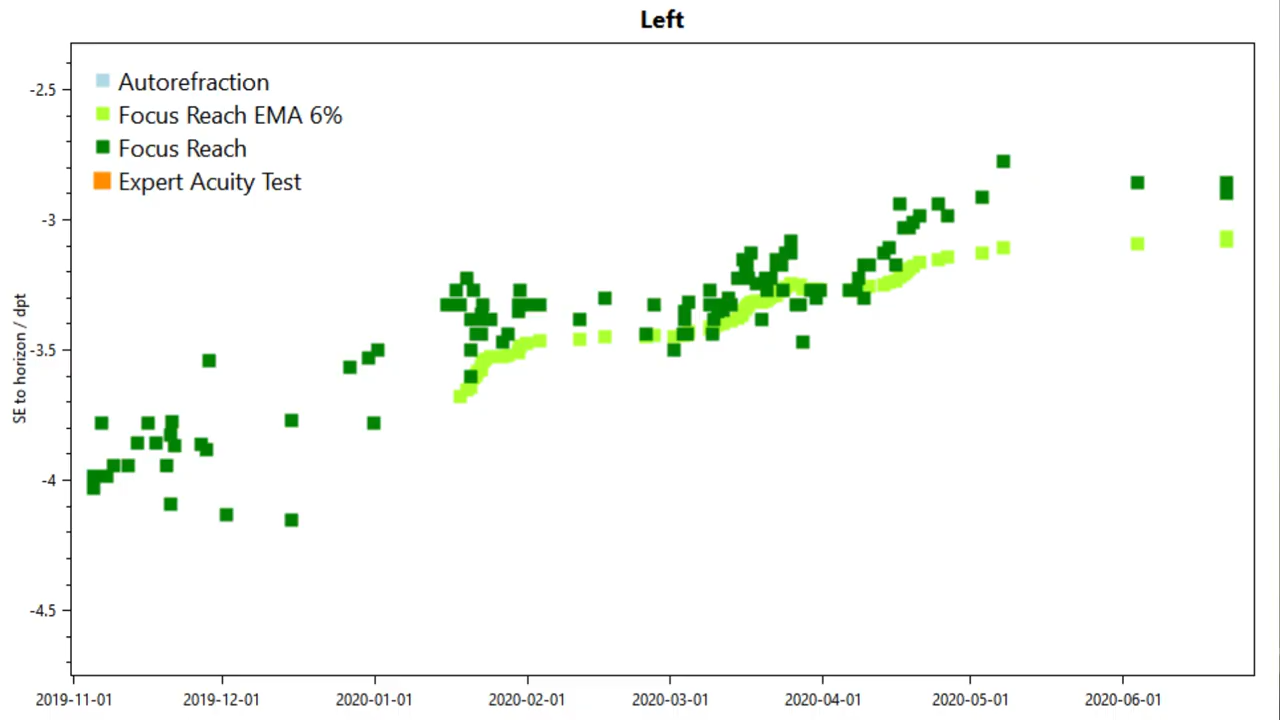 Left
Autorefraction
Focus Reach EMA 6%
Focus Reach
Expert Acuity Test
SE to horizon / dpt
-2.5
-3
-3.5
-4
-4.5
2019-11-01 2019-12-01 2020-01-01 2020-02-01 2020-03-01 2020-04-01 2020-05-01 2020-06-01